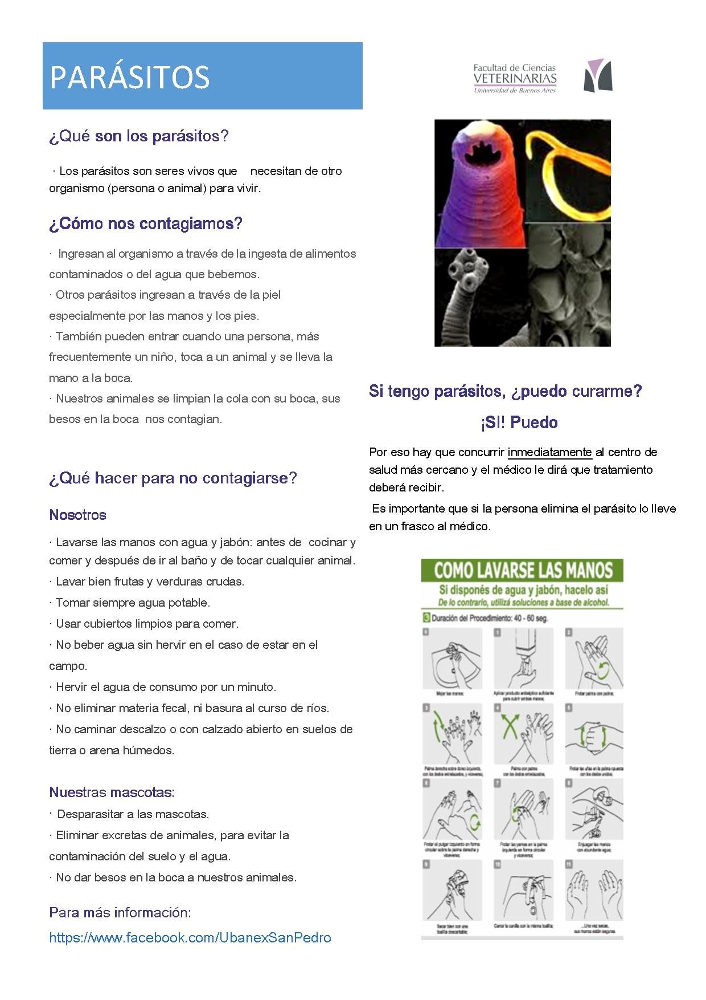 PARÁSITOS
Facultad de Ciencias
VETERINARIAS
Universidad de Buenos Aires
¿Qué son los parásitos?
· Los parásitos son seres vivos que necesitan de otro
organismo (persona o animal) para vivir.
¿Cómo nos contagiamos?
· Ingresan al organismo a través de la ingesta de alimentos
contaminados o del agua que bebemos.
· Otros parásitos ingresan a través de la piel
especialmente por las manos y los pies.
· También pueden entrar cuando una persona, más
frecuentemente un niño, toca a un animal y se lleva la
mano a la boca.
· Nuestros animales se limpian la cola con su boca, sus
besos en la boca nos contagian.
¿Qué hacer para no contagiarse?
Nosotros
· Lavarse las manos con agua y jabón: antes de cocinar y
comer y después de ir al baño y de tocar cualquier animal.
· Lavar bien frutas y verduras crudas.
· Tomar siempre agua potable.
· Usar cubiertos limpios para comer.
· No beber agua sin hervir en el caso de estar en el
campo.
· Hervir el agua de consumo por un minuto.
· No eliminar materia fecal, ni basura al curso de ríos.
· No caminar descalzo o con calzado abierto en suelos de
tierra o arena húmedos.
Nuestras mascotas:
· Desparasitar a las mascotas.
· Eliminar excretas de animales, para evitar la
contaminación del suelo y el agua.
· No dar besos en la boca a nuestros animales.
Para más información:
https://www.facebook.com/UbanexSanPedro
Si tengo parásitos, ¿puedo curarme?
¡SI! Puedo
Por eso hay que concurrir inmediatamente al centro de
salud más cercano y el médico le dirá que tratamiento
deberá recibir.
Es importante que si la persona elimina el parásito lo lleve
en un frasco al médico.
COMO LAVARSE LAS MANOS
Si disponés de agua y jabón, hacelo así
De lo contrario, utilizá soluciones a base de alcohol.
Duración del Procedimiento: 40 - 60 seg.
0 1 2
Mojar las manos;
Aplicar producto antiséptico suficiente
para cubrir ambas manos;
Frotar palma con palma;
3 4 5
Palma derecha sobre dorso izquierdo,
con los dedos entrelazados, y viceversa;
Palma con palma
con los dedos entrelazados;
Frotar las uñas en la palma opuesta
con los dedos unidos;
6 7 8
Frotar el pulgar izquierdo en forma
circular sobre la palma derecha y
viceversa;
Frotar las yemas en la palma
izquierda en forma circular
y viceversa;
Enjuagar las manos
con abundante agua;
9 10 11
Secar bien con una
toallita descartable;
Cerrar la canilla con la misma toallita;
...Una vez secas,
sus manos están seguras.